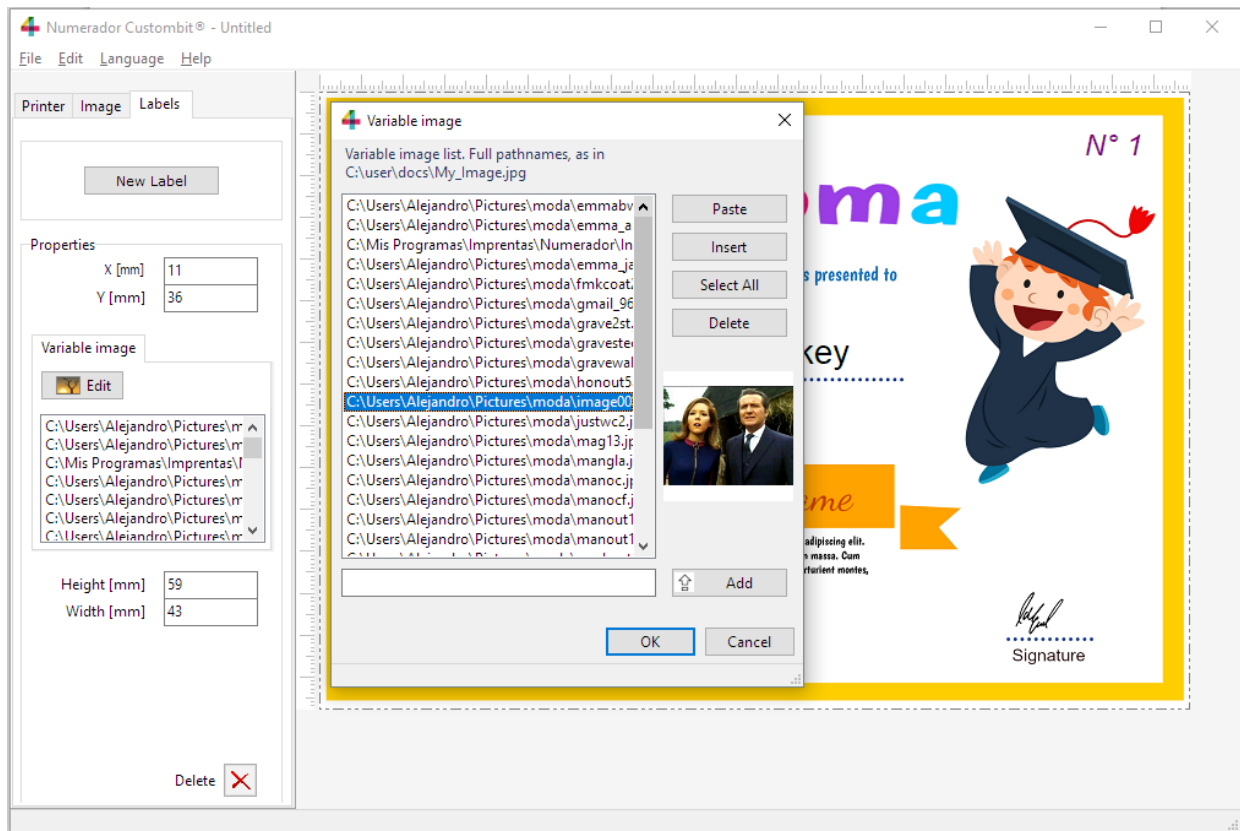 Numerador Custombit® - Untitled
File Edit Language Help
Printer Image Labels
New Label
Properties
X [mm] 11
Y [mm] 36
Variable image
Edit
C:\Users\Alejandro\Pictures\m
C:\Users\Alejandro\Pictures\m
C:\Mis Programas\Imprentas\
C:\Users\Alejandro\Pictures\m
C:\Users\Alejandro\Pictures\m
C:\Users\Alejandro\Pictures\m
C:\Users\Alejandro\Pictures\m
Height [mm] 59
Width [mm] 43
Delete
Variable image
Variable image list. Full pathnames, as in
C:\user\docs\My_Image.jpg
C:\Users\Alejandro\Pictures\moda\emmabw
C:\Users\Alejandro\Pictures\moda\emma_a
C:\Mis Programas\Imprentas\Numerador\In
C:\Users\Alejandro\Pictures\moda\emma_ja
C:\Users\Alejandro\Pictures\moda\fmkcoat2
C:\Users\Alejandro\Pictures\moda\gmail_96
C:\Users\Alejandro\Pictures\moda\grave2st.
C:\Users\Alejandro\Pictures\moda\graveste
C:\Users\Alejandro\Pictures\moda\gravewal
C:\Users\Alejandro\Pictures\moda\honout5
C:\Users\Alejandro\Pictures\moda\image00
C:\Users\Alejandro\Pictures\moda\justwc2.j
C:\Users\Alejandro\Pictures\moda\mag13.jp
C:\Users\Alejandro\Pictures\moda\mangla.j
C:\Users\Alejandro\Pictures\moda\manoc.jp
C:\Users\Alejandro\Pictures\moda\manocf.j
C:\Users\Alejandro\Pictures\moda\manout1
C:\Users\Alejandro\Pictures\moda\manout1
Paste
Insert
Select All
Delete
Add
OK Cancel
N° 1
ma
s presented to
key
me
adipiscing elit.
massa. Cum
rturient montes,
Signature